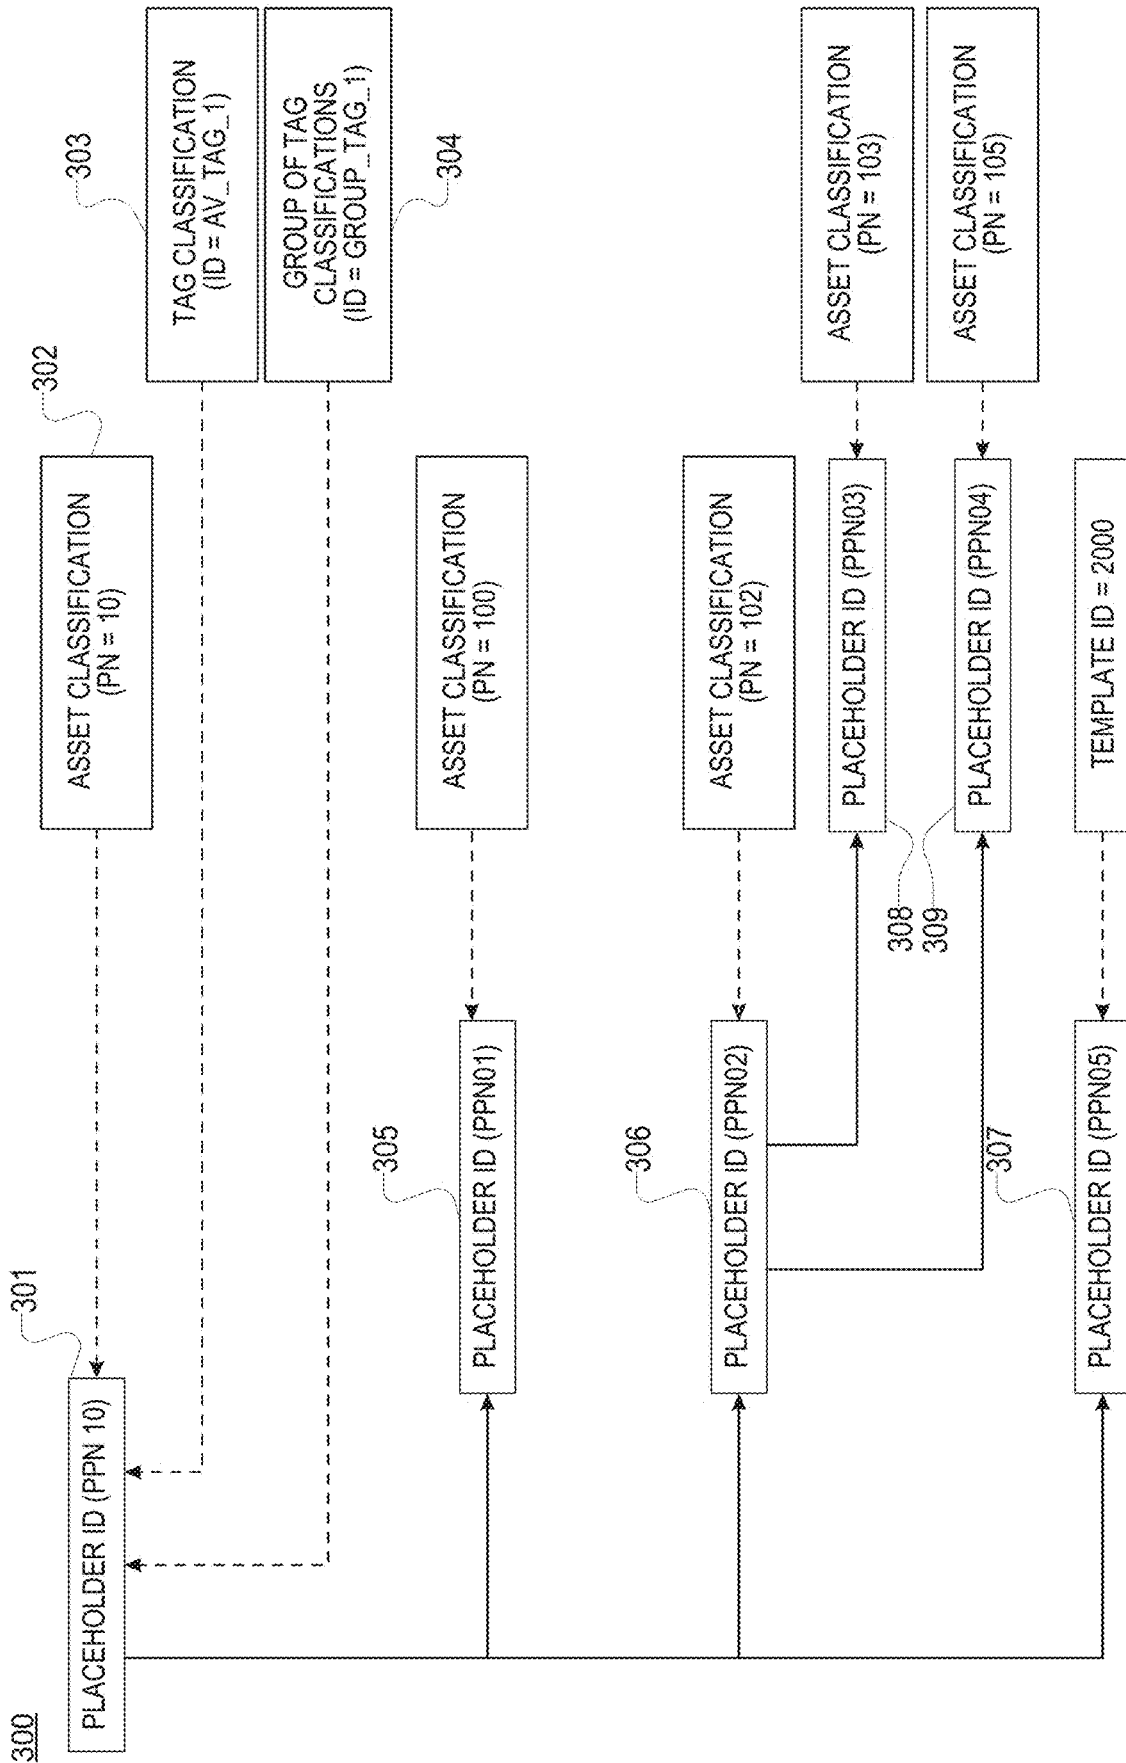 300
301
PLACEHOLDER ID (PPN 10)
302
ASSET CLASSIFICATION
(PN = 10)
303
TAG CLASSIFICATION
(ID = AV_TAG_1)
GROUP OF TAG
CLASSIFICATIONS
(ID = GROUP_TAG_1)
304
305
PLACEHOLDER ID (PPN01)
ASSET CLASSIFICATION
(PN = 100)
306
PLACEHOLDER ID (PPN02)
ASSET CLASSIFICATION
(PN = 102)
PLACEHOLDER ID (PPN03)
308
ASSET CLASSIFICATION
(PN = 103)
309
PLACEHOLDER ID (PPN04)
ASSET CLASSIFICATION
(PN = 105)
307
PLACEHOLDER ID (PPN05)
TEMPLATE ID = 2000